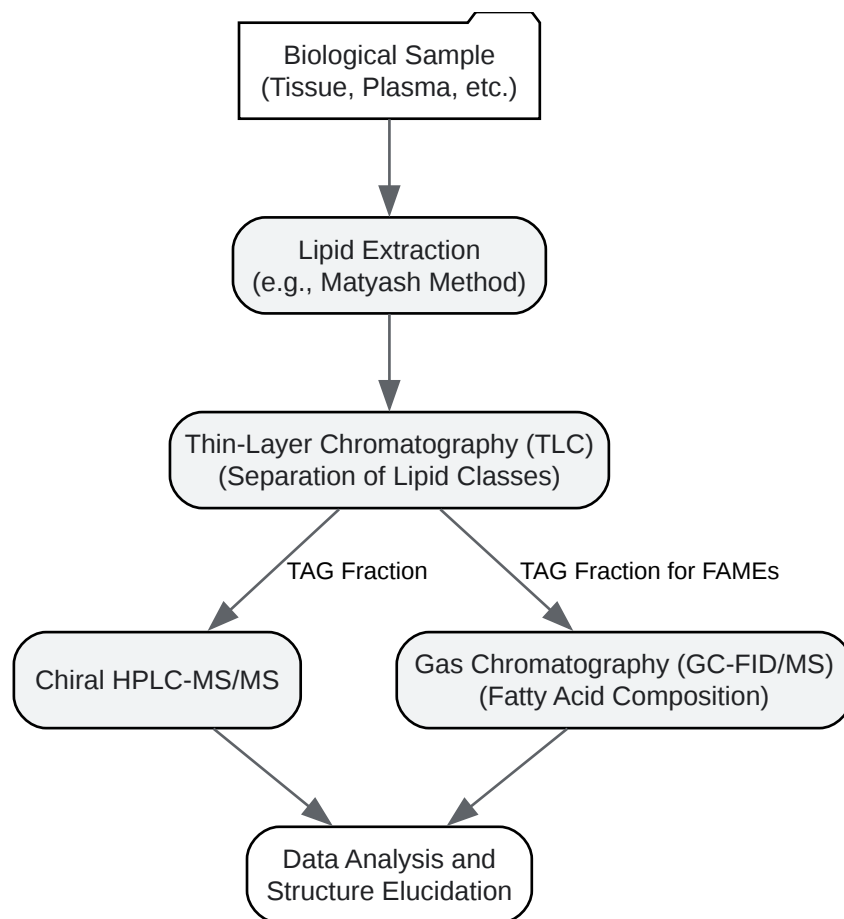 Biological Sample
(Tissue, Plasma, etc.)
Lipid Extraction
(e.g., Matyash Method)
Thin-Layer Chromatography (TLC)
(Separation of Lipid Classes)
TAG Fraction
TAG Fraction for FAMEs
Chiral HPLC-MS/MS
Gas Chromatography (GC-FID/MS)
(Fatty Acid Composition)
Data Analysis and
Structure Elucidation